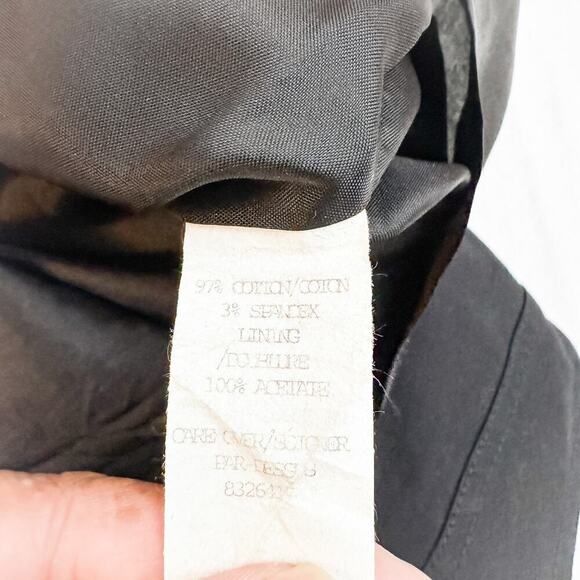 97% COTTON/COTON
3% SPANDEX
LINING
/DOUBLURE
100% ACETATE
CARE OVER/SOIGNER
PAR-DESSUS